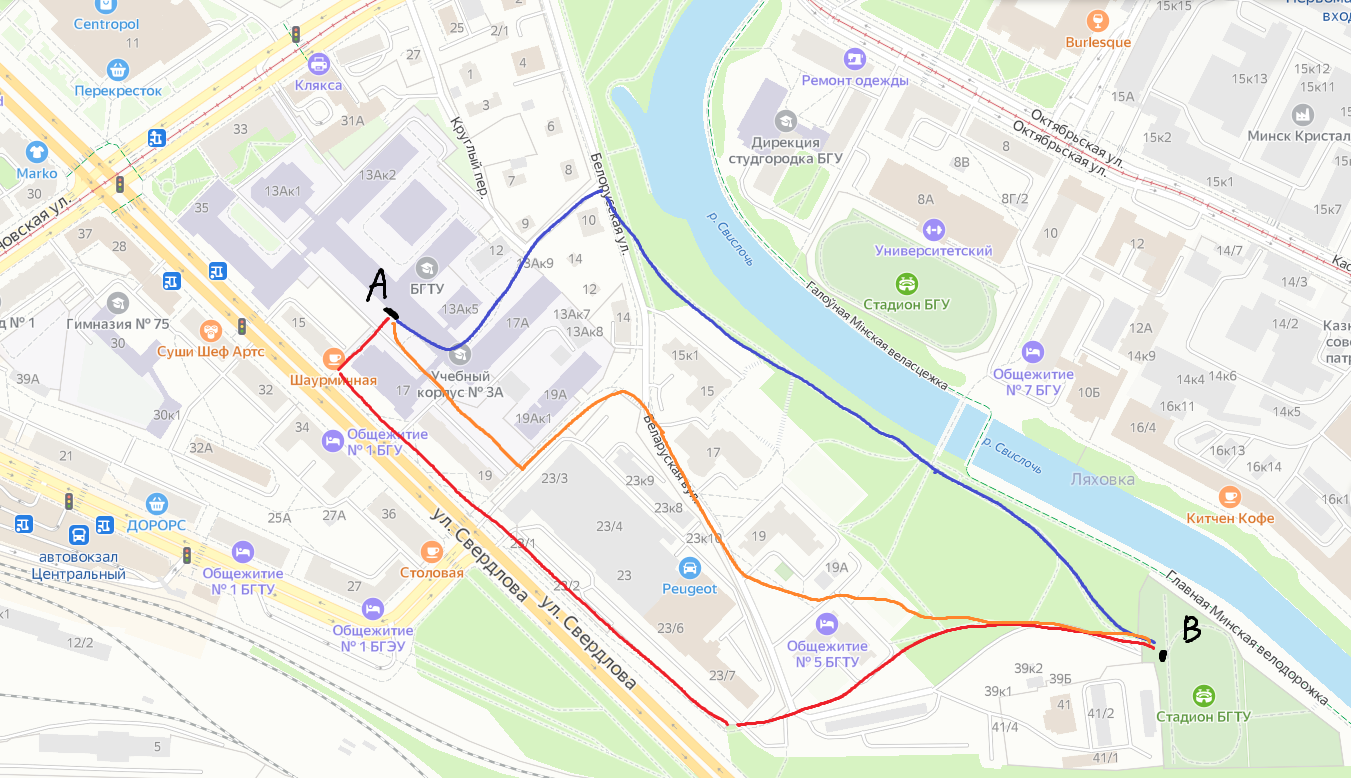 Centropol
11
Перекресток
Marko
30
новская ул.
37
28
33
31А
Клякса
27
25
2/1
4
1
3
6
7
8
9
10
12
14
12
14
Круглый пер.
Белорусская ул.
13Ак2
13Ак1
35
A
БГТУ
13Ак9
13Ак5
17А
13Ак7
13Ак8
15
Гимназия № 75
30
39А
30к1
Суши Шеф Артс
32
Шаурминная
17
Учебный
корпус № 3А
19А
19Ак1
34
Общежитие
№ 1 БГУ
32А
21
19
23/3
23к9
23к8
23/4
23к10
23
Peugeot
23/6
23/7
23/1
23/2
15к1
15
17
19
19А
Беларуская вул.
ДОРОРС
25А
27А
36
автовокзал
Центральный
Общежитие
№ 1 БГТУ
Столовая
27
Общежитие
№ 1 БГЭУ
ул. Свердлова
ул. Свердлова
12/2
5
Общежитие
№ 5 БГТУ
р. Свислочь
р. Свислочь
Галоўная Мінская веласцежка
Главная Минская велодорожка
Ремонт одежды
Дирекция
студгородка БГУ
Burlesque
15к15
15А
15к13
15к12
15к11
Минск Кристал
15к2
15к1
15к7
Октябрьская ул.
Октябрьская ул.
8
8В
8А
8Г/2
Университетский
Стадион БГУ
10
12
14/7
14/3
14/2
12А
14к9
14к4
14к6
14к5
Общежитие
№ 7 БГУ
10Б
16к11
16/4
16к13
16к14
Ляховка
Китчен Кофе
B
39к2
39Б
39к1
41
41/2
41/4
41/1
Стадион БГТУ